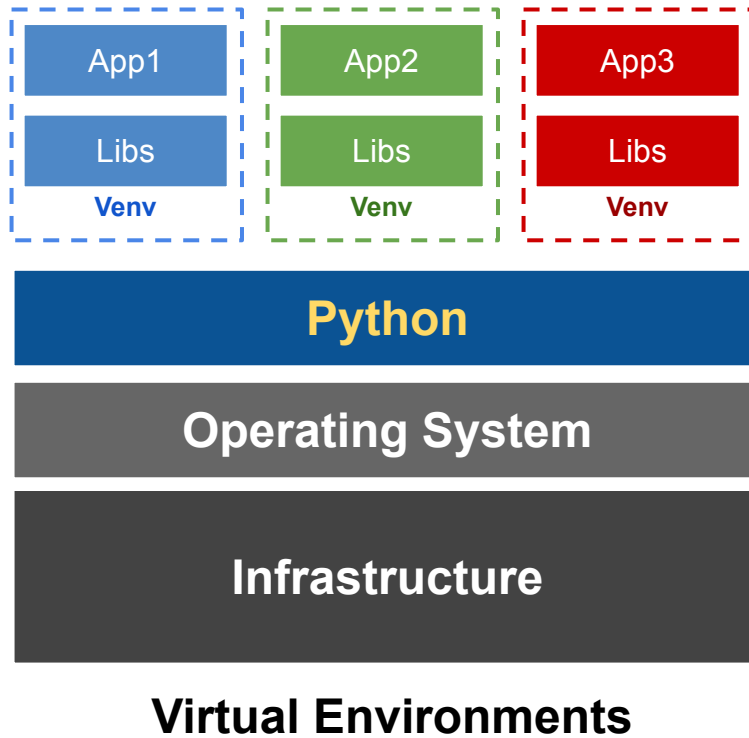 App1 App2 App3
Libs Libs Libs
Venv Venv Venv
Python
Operating System
Infrastructure
Virtual Environments